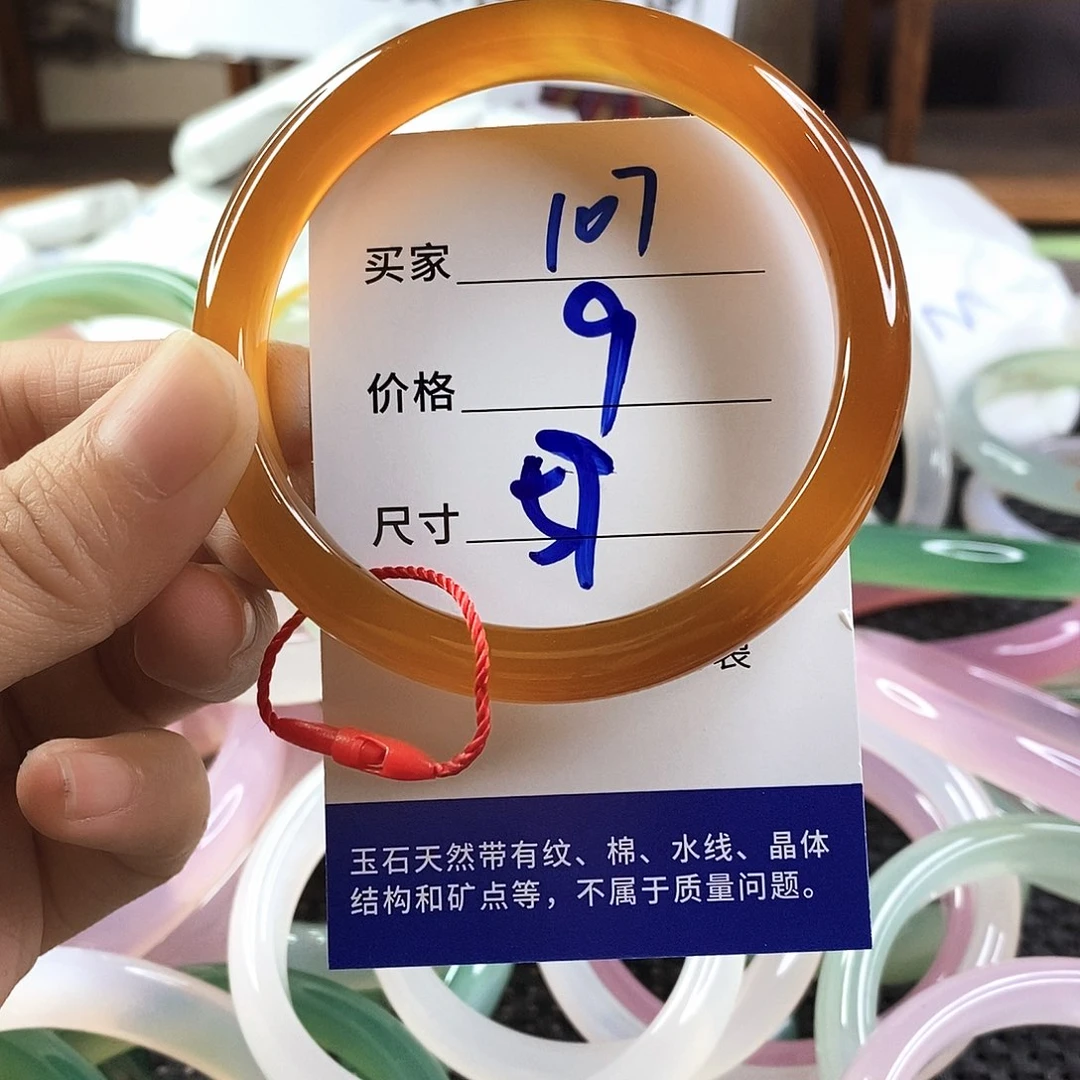 买家 107
价格 9
尺寸
装
玉石天然带有纹、棉、水线、晶体
结构和矿点等，不属于质量问题。